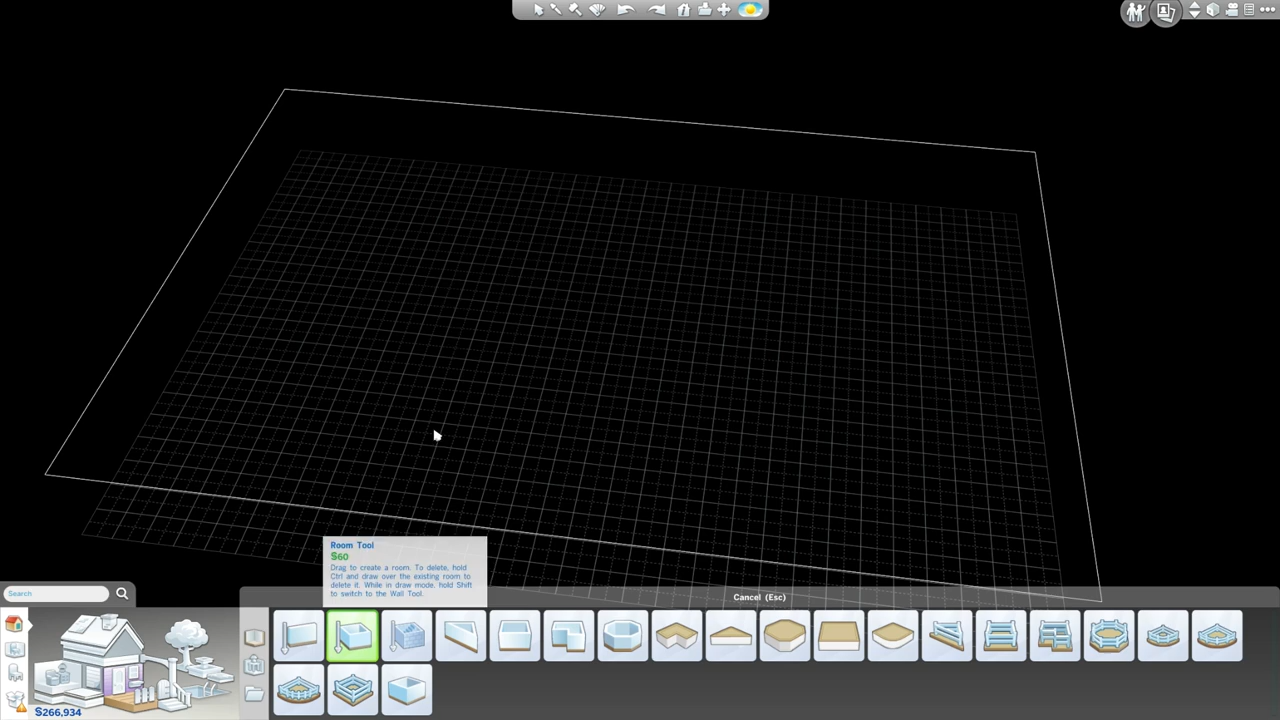 Room Tool
§60
Drag to create a room. To delete, hold
Ctrl and draw over the existing room to
delete it. While in draw mode, hold Shift
to switch to the Wall Tool.
Search
Cancel (Esc)
§266,934